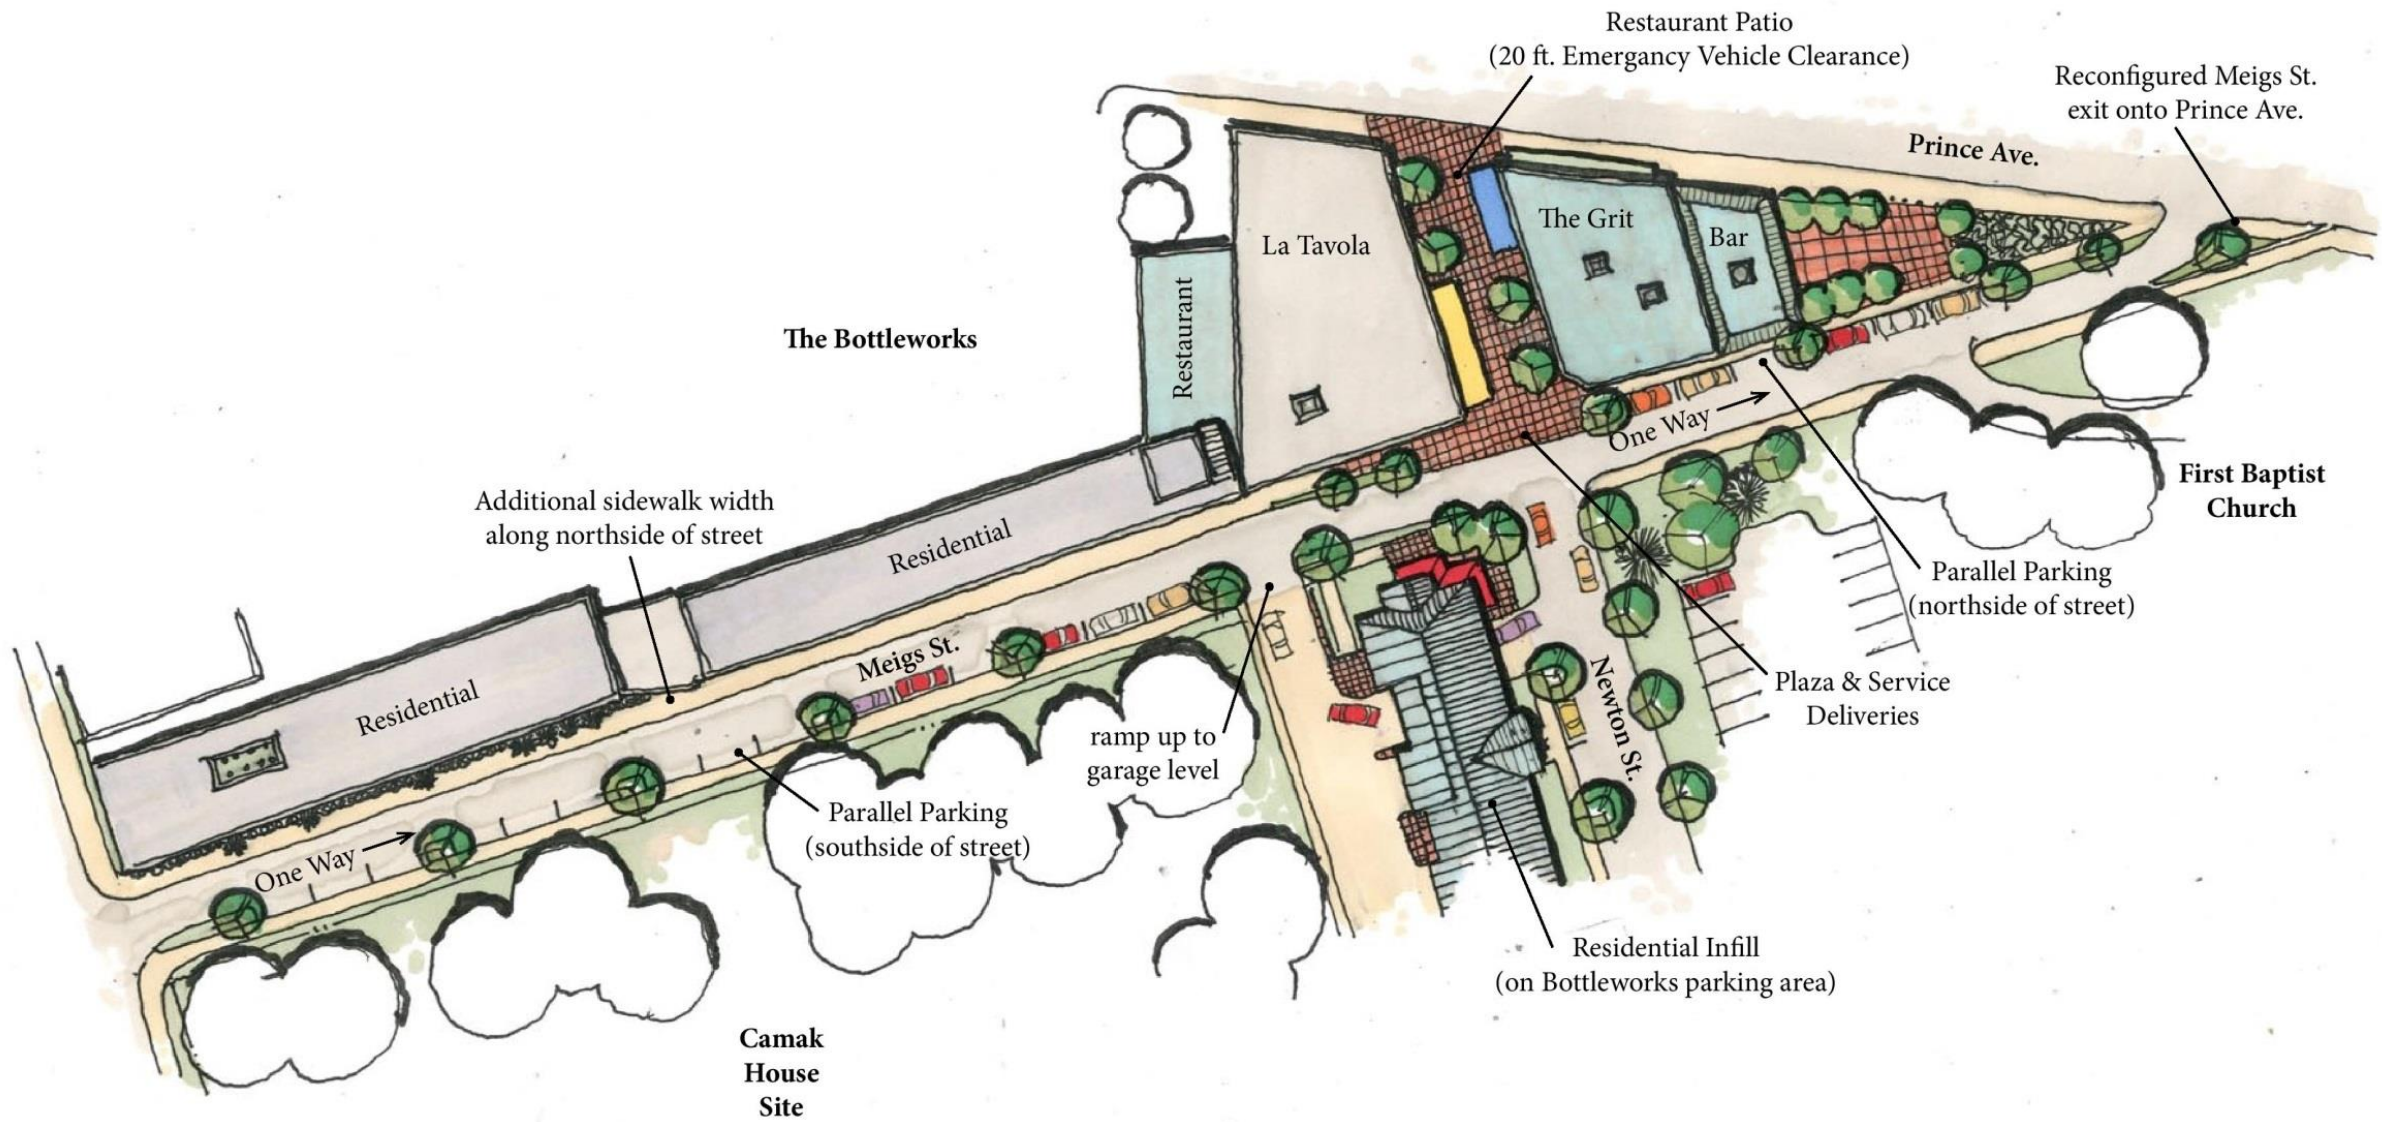 Restaurant Patio
(20 ft. Emergancy Vehicle Clearance)
Reconfigured Meigs St.
exit onto Prince Ave.
Prince Ave.
The Grit
Bar
La Tavola
Restaurant
The Bottleworks
One Way
First Baptist
Church
Additional sidewalk width
along northside of street
Residential
Parallel Parking
(northside of street)
Meigs St.
Residential
Newton St.
Plaza & Service
Deliveries
ramp up to
garage level
Parallel Parking
(southside of street)
One Way
Residential Infill
(on Bottleworks parking area)
Camak
House
Site